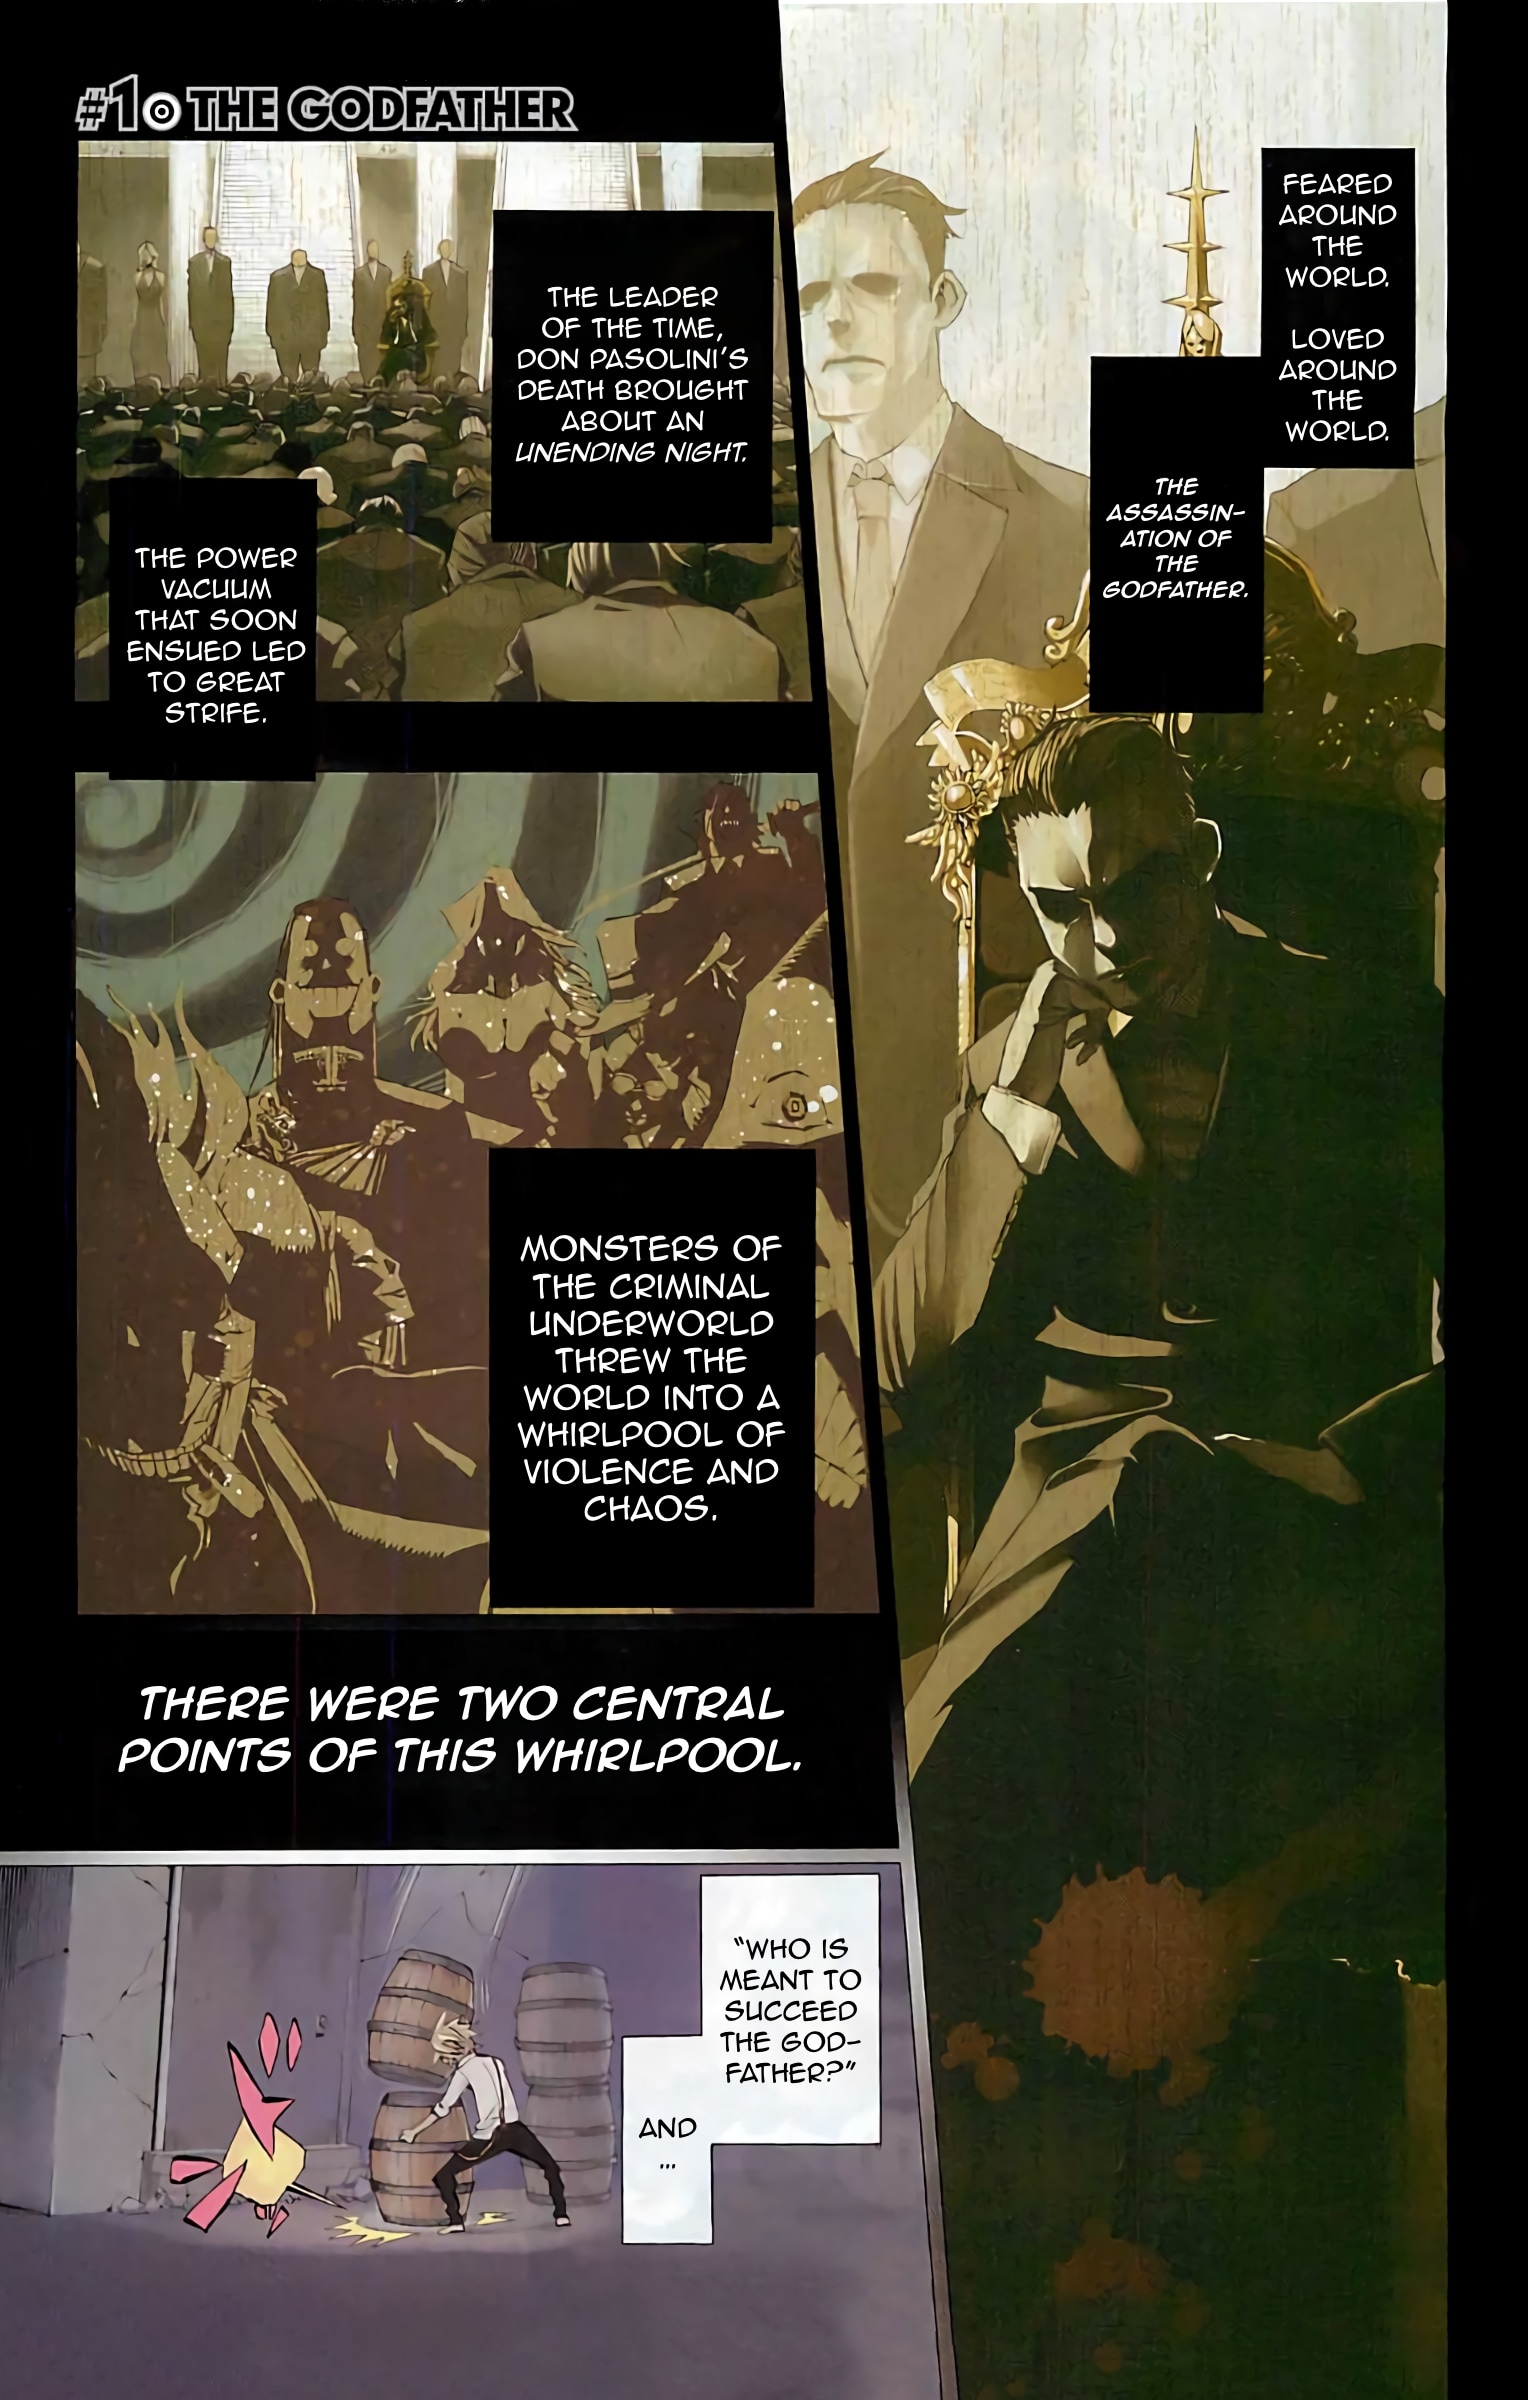 #1 THE GODFATHER
FEARED
AROUND
THE
WORLD.
LOVED
AROUND
THE
WORLD.
THE
ASSASSIN-
ATION OF
THE
GODFATHER.
THE LEADER
OF THE TIME,
DON PASOLINI'S
DEATH BROUGHT
ABOUT AN
UNENDING NIGHT.
THE POWER
VACUUM
THAT SOON
ENSUED LED
TO GREAT
STRIFE.
MONSTERS OF
THE CRIMINAL
UNDERWORLD
THREW THE
WORLD INTO A
WHIRLPOOL OF
VIOLENCE AND
CHAOS.
THERE WERE TWO CENTRAL
POINTS OF THIS WHIRLPOOL.
"WHO IS
MEANT TO
SUCCEED
THE GOD-
FATHER?"
AND
...